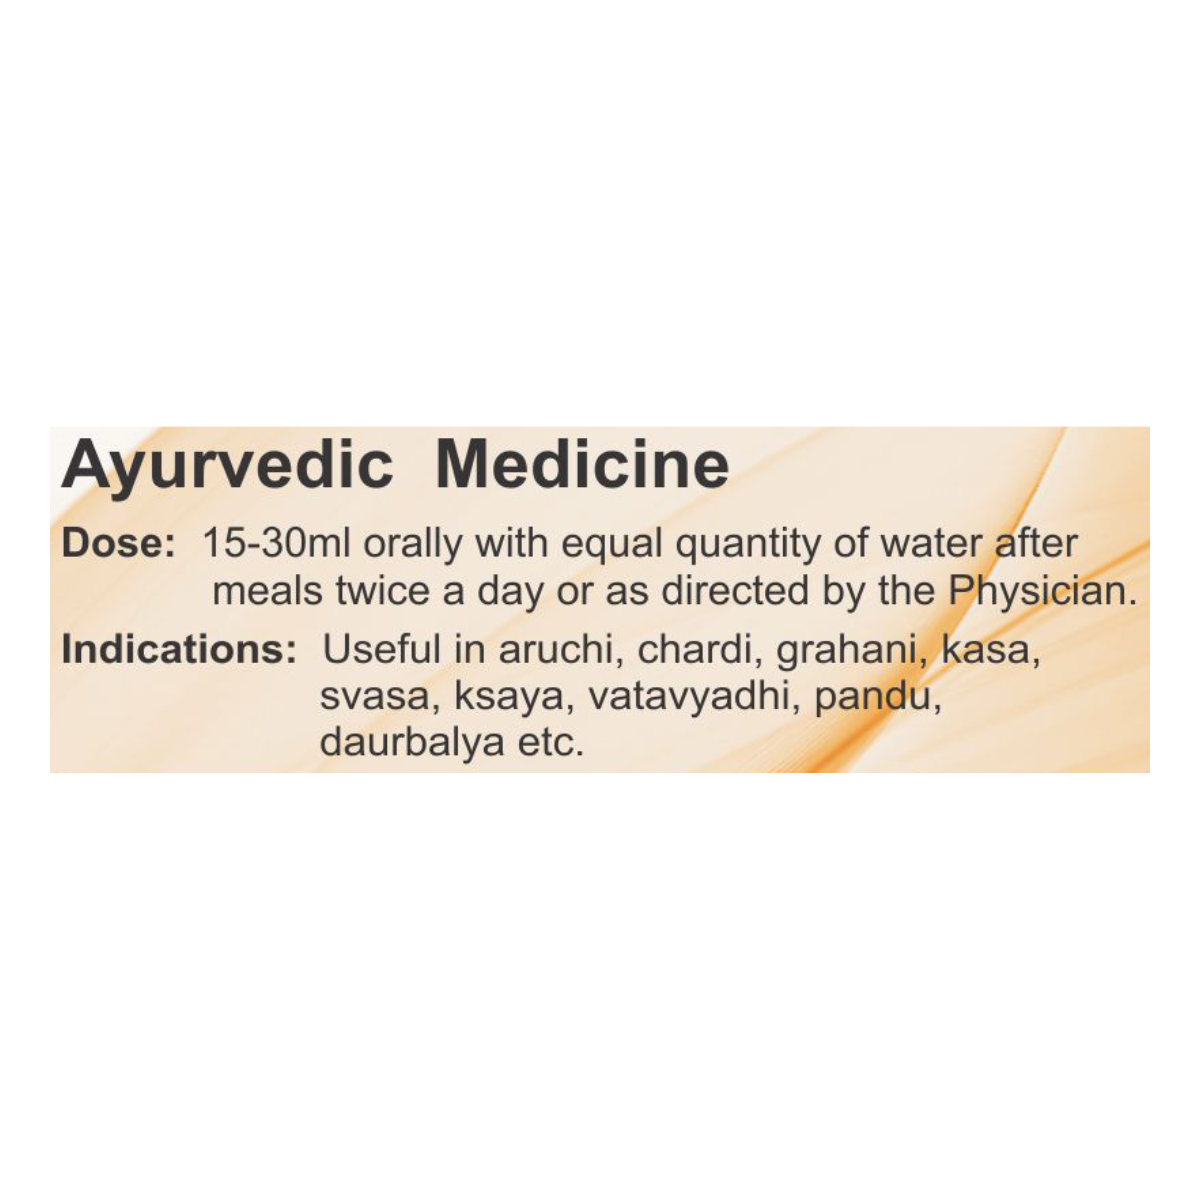 Ayurvedic Medicine
Dose: 15-30ml orally with equal quantity of water after
meals twice a day or as directed by the Physician.
Indications: Useful in aruchi, chardi, grahani, kasa,
svasa, ksaya, vatavyadhi, pandu,
daurbalya etc.